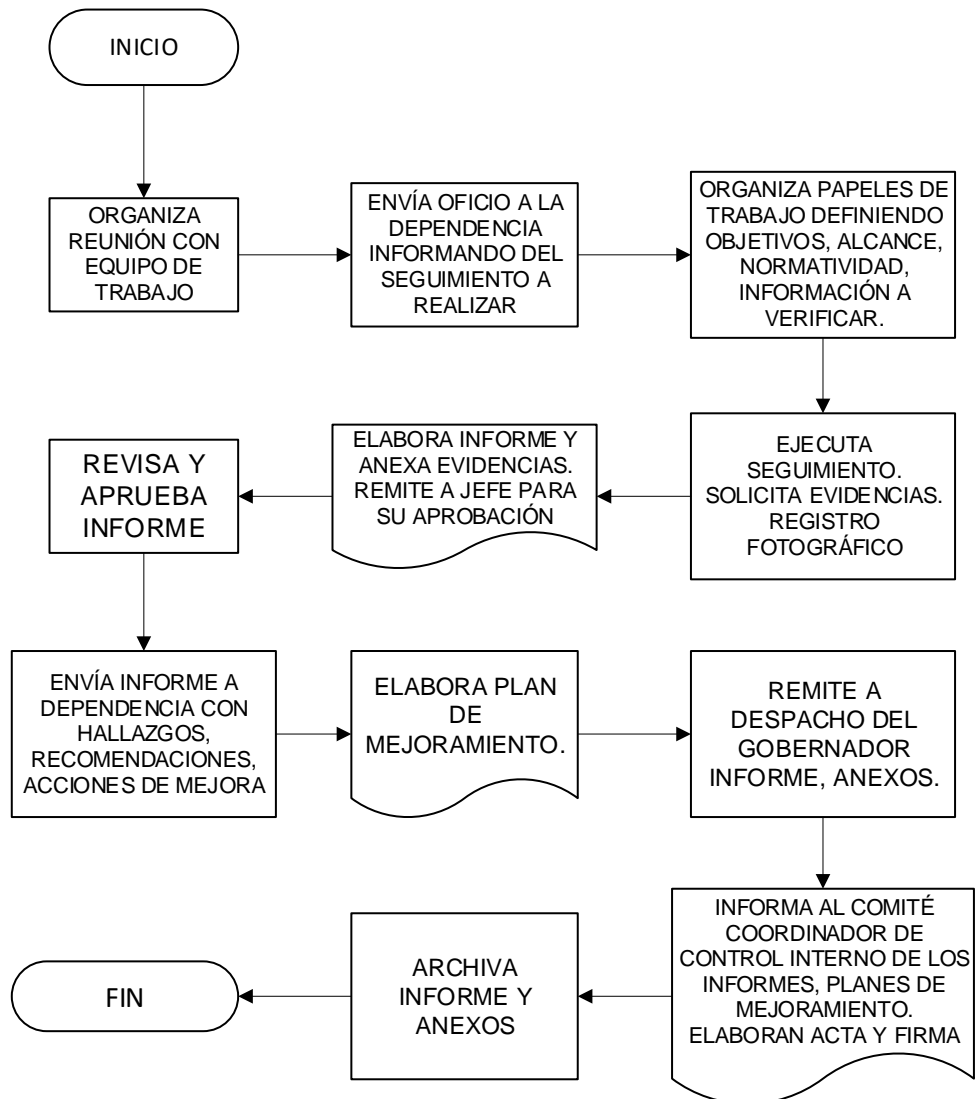 INICIO
ORGANIZA
REUNIÓN CON
EQUIPO DE
TRABAJO
ENVÍA OFICIO A LA
DEPENDENCIA
INFORMANDO DEL
SEGUIMIENTO A
REALIZAR
ORGANIZA PAPELES DE
TRABAJO DEFINIENDO
OBJETIVOS, ALCANCE,
NORMATIVIDAD,
INFORMACIÓN A
VERIFICAR.
EJECUTA
SEGUIMIENTO.
SOLICITA EVIDENCIAS.
REGISTRO
FOTOGRÁFICO
ELABORA INFORME Y
ANEXA EVIDENCIAS.
REMITE A JEFE PARA
SU APROBACIÓN
REVISA Y
APRUEBA
INFORME
ENVÍA INFORME A
DEPENDENCIA CON
HALLAZGOS,
RECOMENDACIONES,
ACCIONES DE MEJORA
ELABORA PLAN
DE
MEJORAMIENTO.
REMITE A
DESPACHO DEL
GOBERNADOR
INFORME, ANEXOS.
INFORMA AL COMITÉ
COORDINADOR DE
CONTROL INTERNO DE LOS
INFORMES, PLANES DE
MEJORAMIENTO.
ELABORAN ACTA Y FIRMA
ARCHIVA
INFORME Y
ANEXOS
FIN